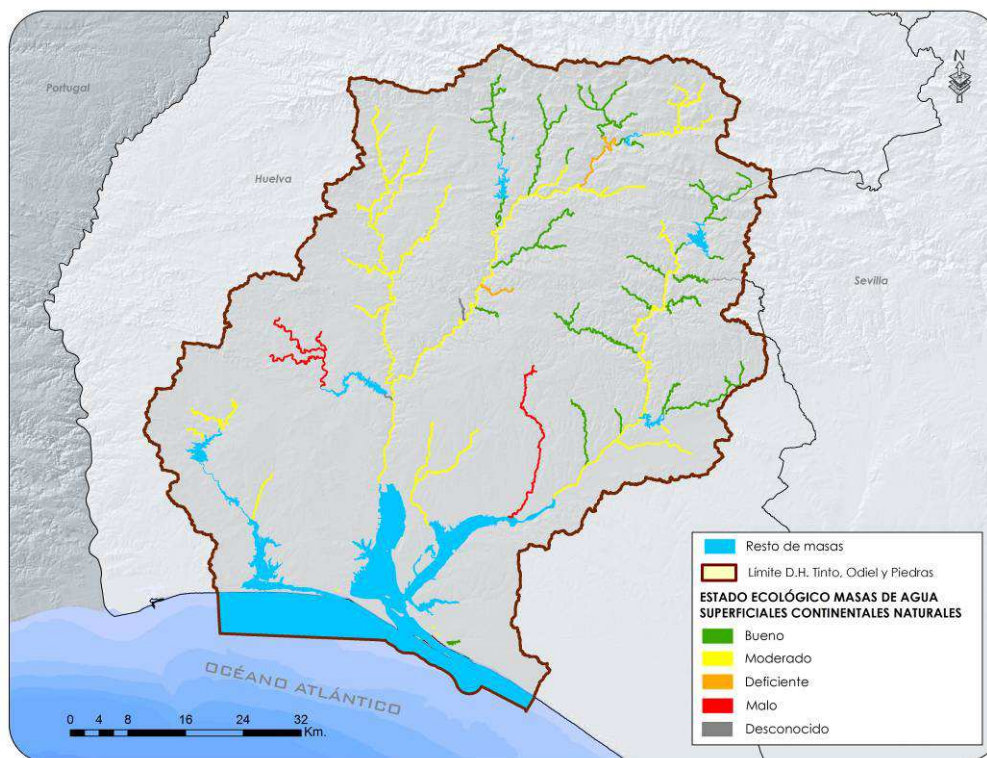 Portugal
N
Huelva
Sevilla
OCÉANO ATLÁNTICO
0 4 8 16 24 32
Km.
Resto de masas
Límite D.H. Tinto, Odiel y Piedras
ESTADO ECOLÓGICO MASAS DE AGUA
SUPERFICIALES CONTINENTALES NATURALES
Bueno
Moderado
Deficiente
Malo
Desconocido